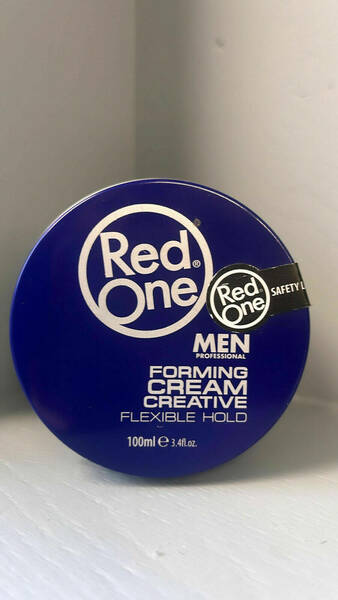 Red®
One
Red
One
SAFETY L
MEN
PROFESSIONAL
FORMING
CREAM
CREATIVE
FLEXIBLE HOLD
100ml ℮ 3.4fl.oz.